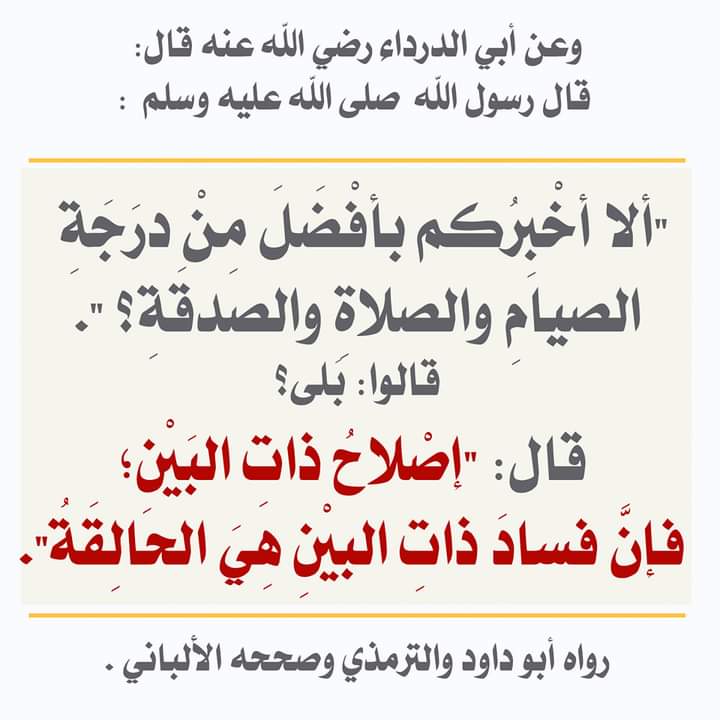 وعن أبي الدرداء رضي الله عنه قال:
قال رسول الله صلى الله عليه وسلم :
"ألا أخْبِرُكم بأفْضَلَ مِنْ درَجَةِ
الصيامِ والصلاة والصدقةِ؟ ".
قالوا: بَلى؟
قال: "إصْلاحُ ذات البَيْنِ؛
فإنَّ فسادَ ذاتِ البيْنِ هَِيَ الحَالِقَةُ".
رواه أبو داود والترمذي وصححه الألباني .